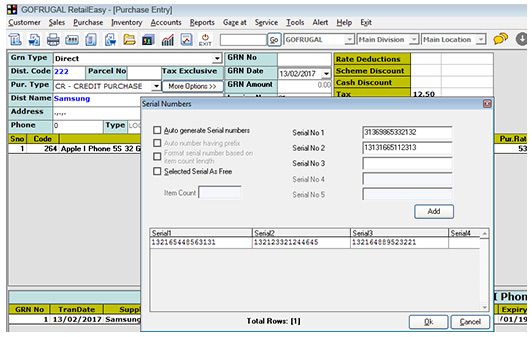 GOFRUGAL RetailEasy - [Purchase Entry]
Customer Sales Purchase Inventory Accounts Reports Gaze at Service Tools Alert Help Exit
EXIT Go GOFRUGAL Main Division Main Location
Grn Type Direct GRN No Rate Deductions
Dist. Code 222 Parcel No Tax Exclusive GRN Date 13/02/2017 Scheme Discount
Pur. Type CR - CREDIT PURCHASE More Options >> GRN Amount 0.00 Cash Discount
Dist Name Samsung Tax 12.50
Address
Phone 0 Type
Sno Code Pur.Rat
1 264 Apple I Phone 5S 32 G 53
Serial Numbers
Auto generate Serial numbers
Auto number having prefix
Format serial number based on
item count length
Selected Serial As Free
Item Count
Serial No 1 31369865332132
Serial No 2 13131665112313
Serial No 3
Serial No 4
Serial No 5
Add
Serial1 Serial2 Serial3 Serial4
132165448563131 132123321244645 132164889523221
Total Rows: [1] Ok Cancel
I Phon
GRN No TranDate Supp Expiry
1 13/02/2017 Samsung /01/19